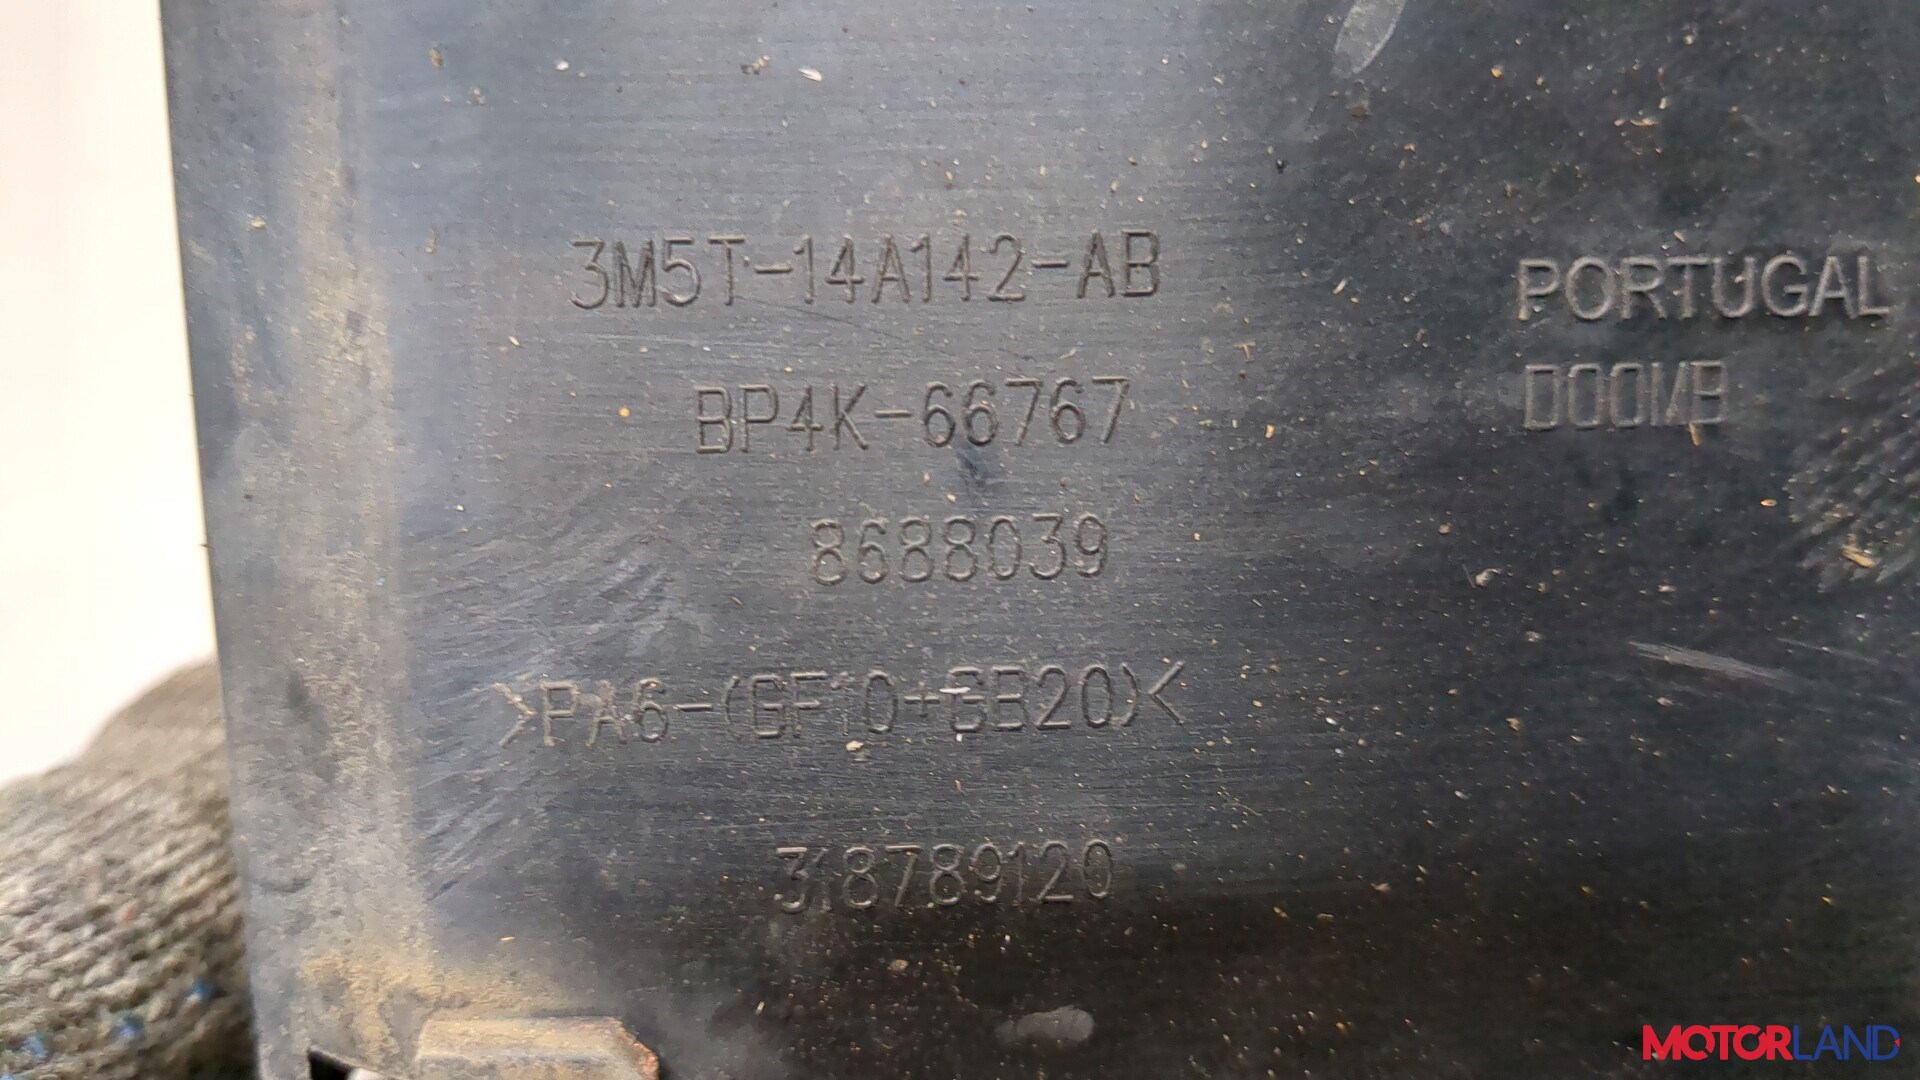 3M5T-14A142-AB
BP4K-66767
8688039
>PA6-(GF10+GB20)<
318789120
PORTUGAL
MOTORLAND